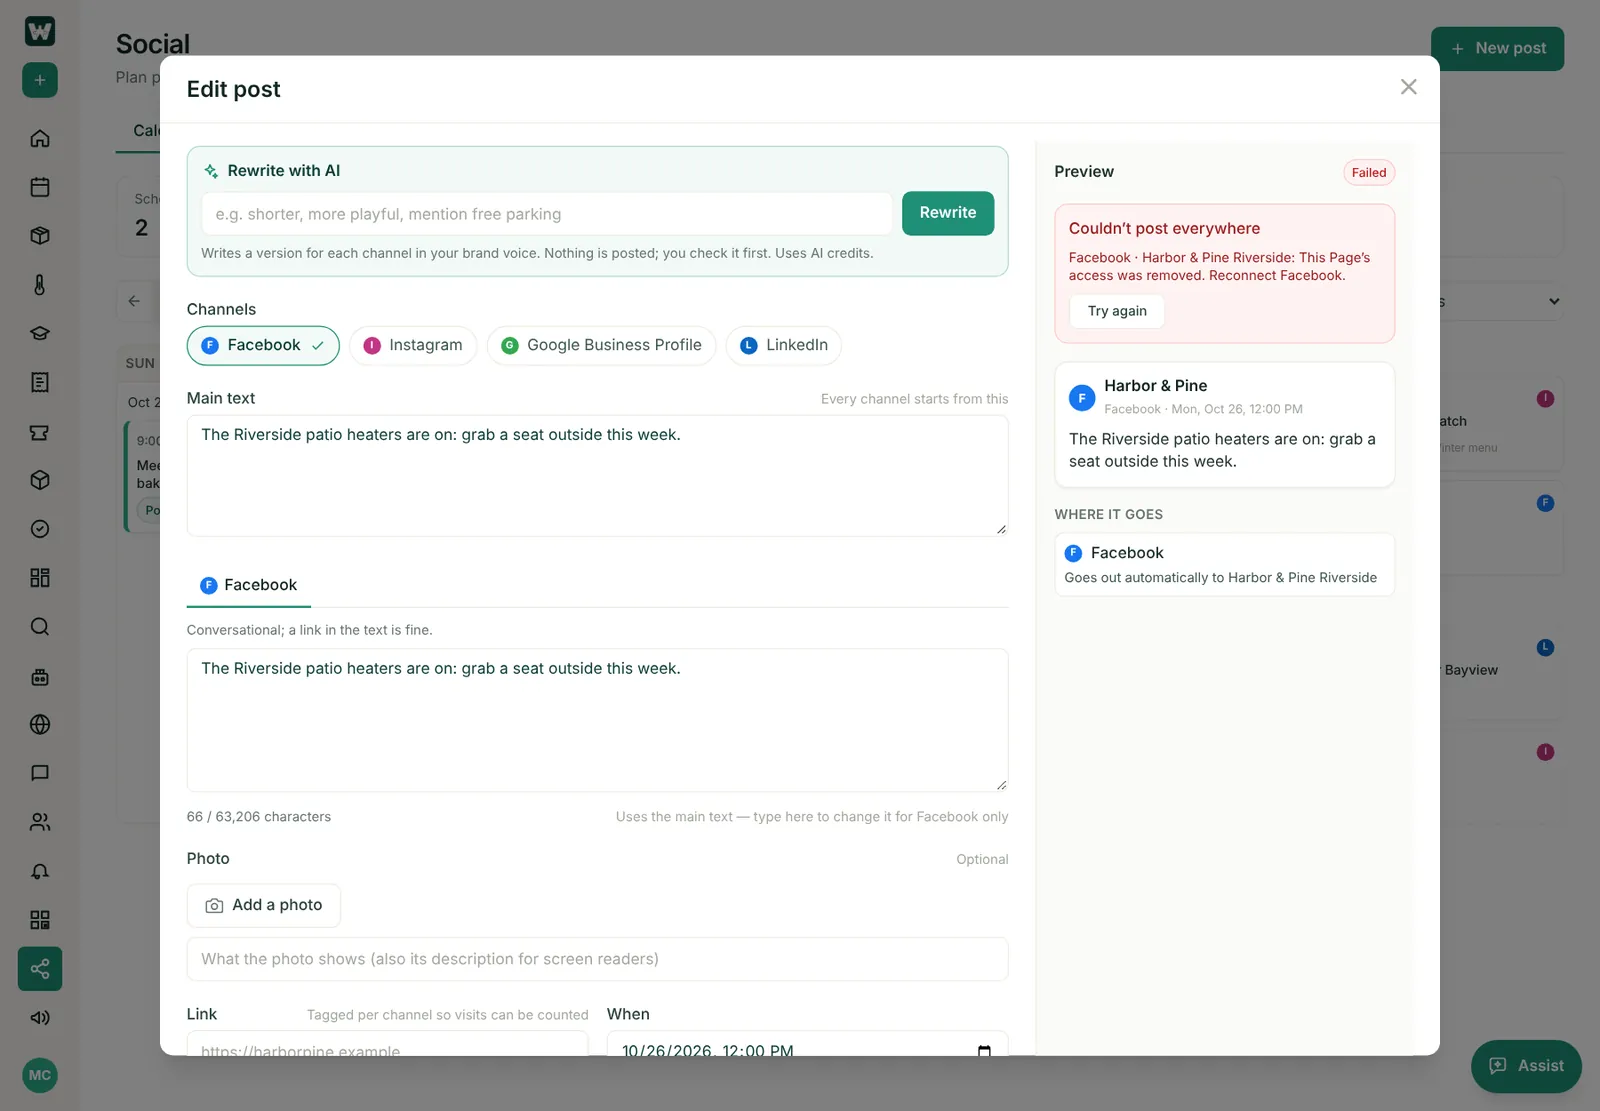 W
Social
Plan p
New post
Calc
Sch
2
SUN
Oct 2
9:00
Mee
bak
Po
s
I
atch
inter menu
F
L
r Bayview
I
MC
Assist
Edit post
Rewrite with AI
e.g. shorter, more playful, mention free parking
Rewrite
Writes a version for each channel in your brand voice. Nothing is posted; you check it first. Uses AI credits.
Channels
F Facebook
I Instagram
G Google Business Profile
L LinkedIn
Main text
Every channel starts from this
The Riverside patio heaters are on: grab a seat outside this week.
F Facebook
Conversational; a link in the text is fine.
The Riverside patio heaters are on: grab a seat outside this week.
66 / 63,206 characters
Uses the main text — type here to change it for Facebook only
Photo
Optional
Add a photo
What the photo shows (also its description for screen readers)
Link
Tagged per channel so visits can be counted
https://harborpine.example
When
10/26/2026, 12:00 PM
Preview
Failed
Couldn’t post everywhere
Facebook · Harbor & Pine Riverside: This Page’s
access was removed. Reconnect Facebook.
Try again
F
Harbor & Pine
Facebook · Mon, Oct 26, 12:00 PM
The Riverside patio heaters are on: grab a
seat outside this week.
WHERE IT GOES
F Facebook
Goes out automatically to Harbor & Pine Riverside